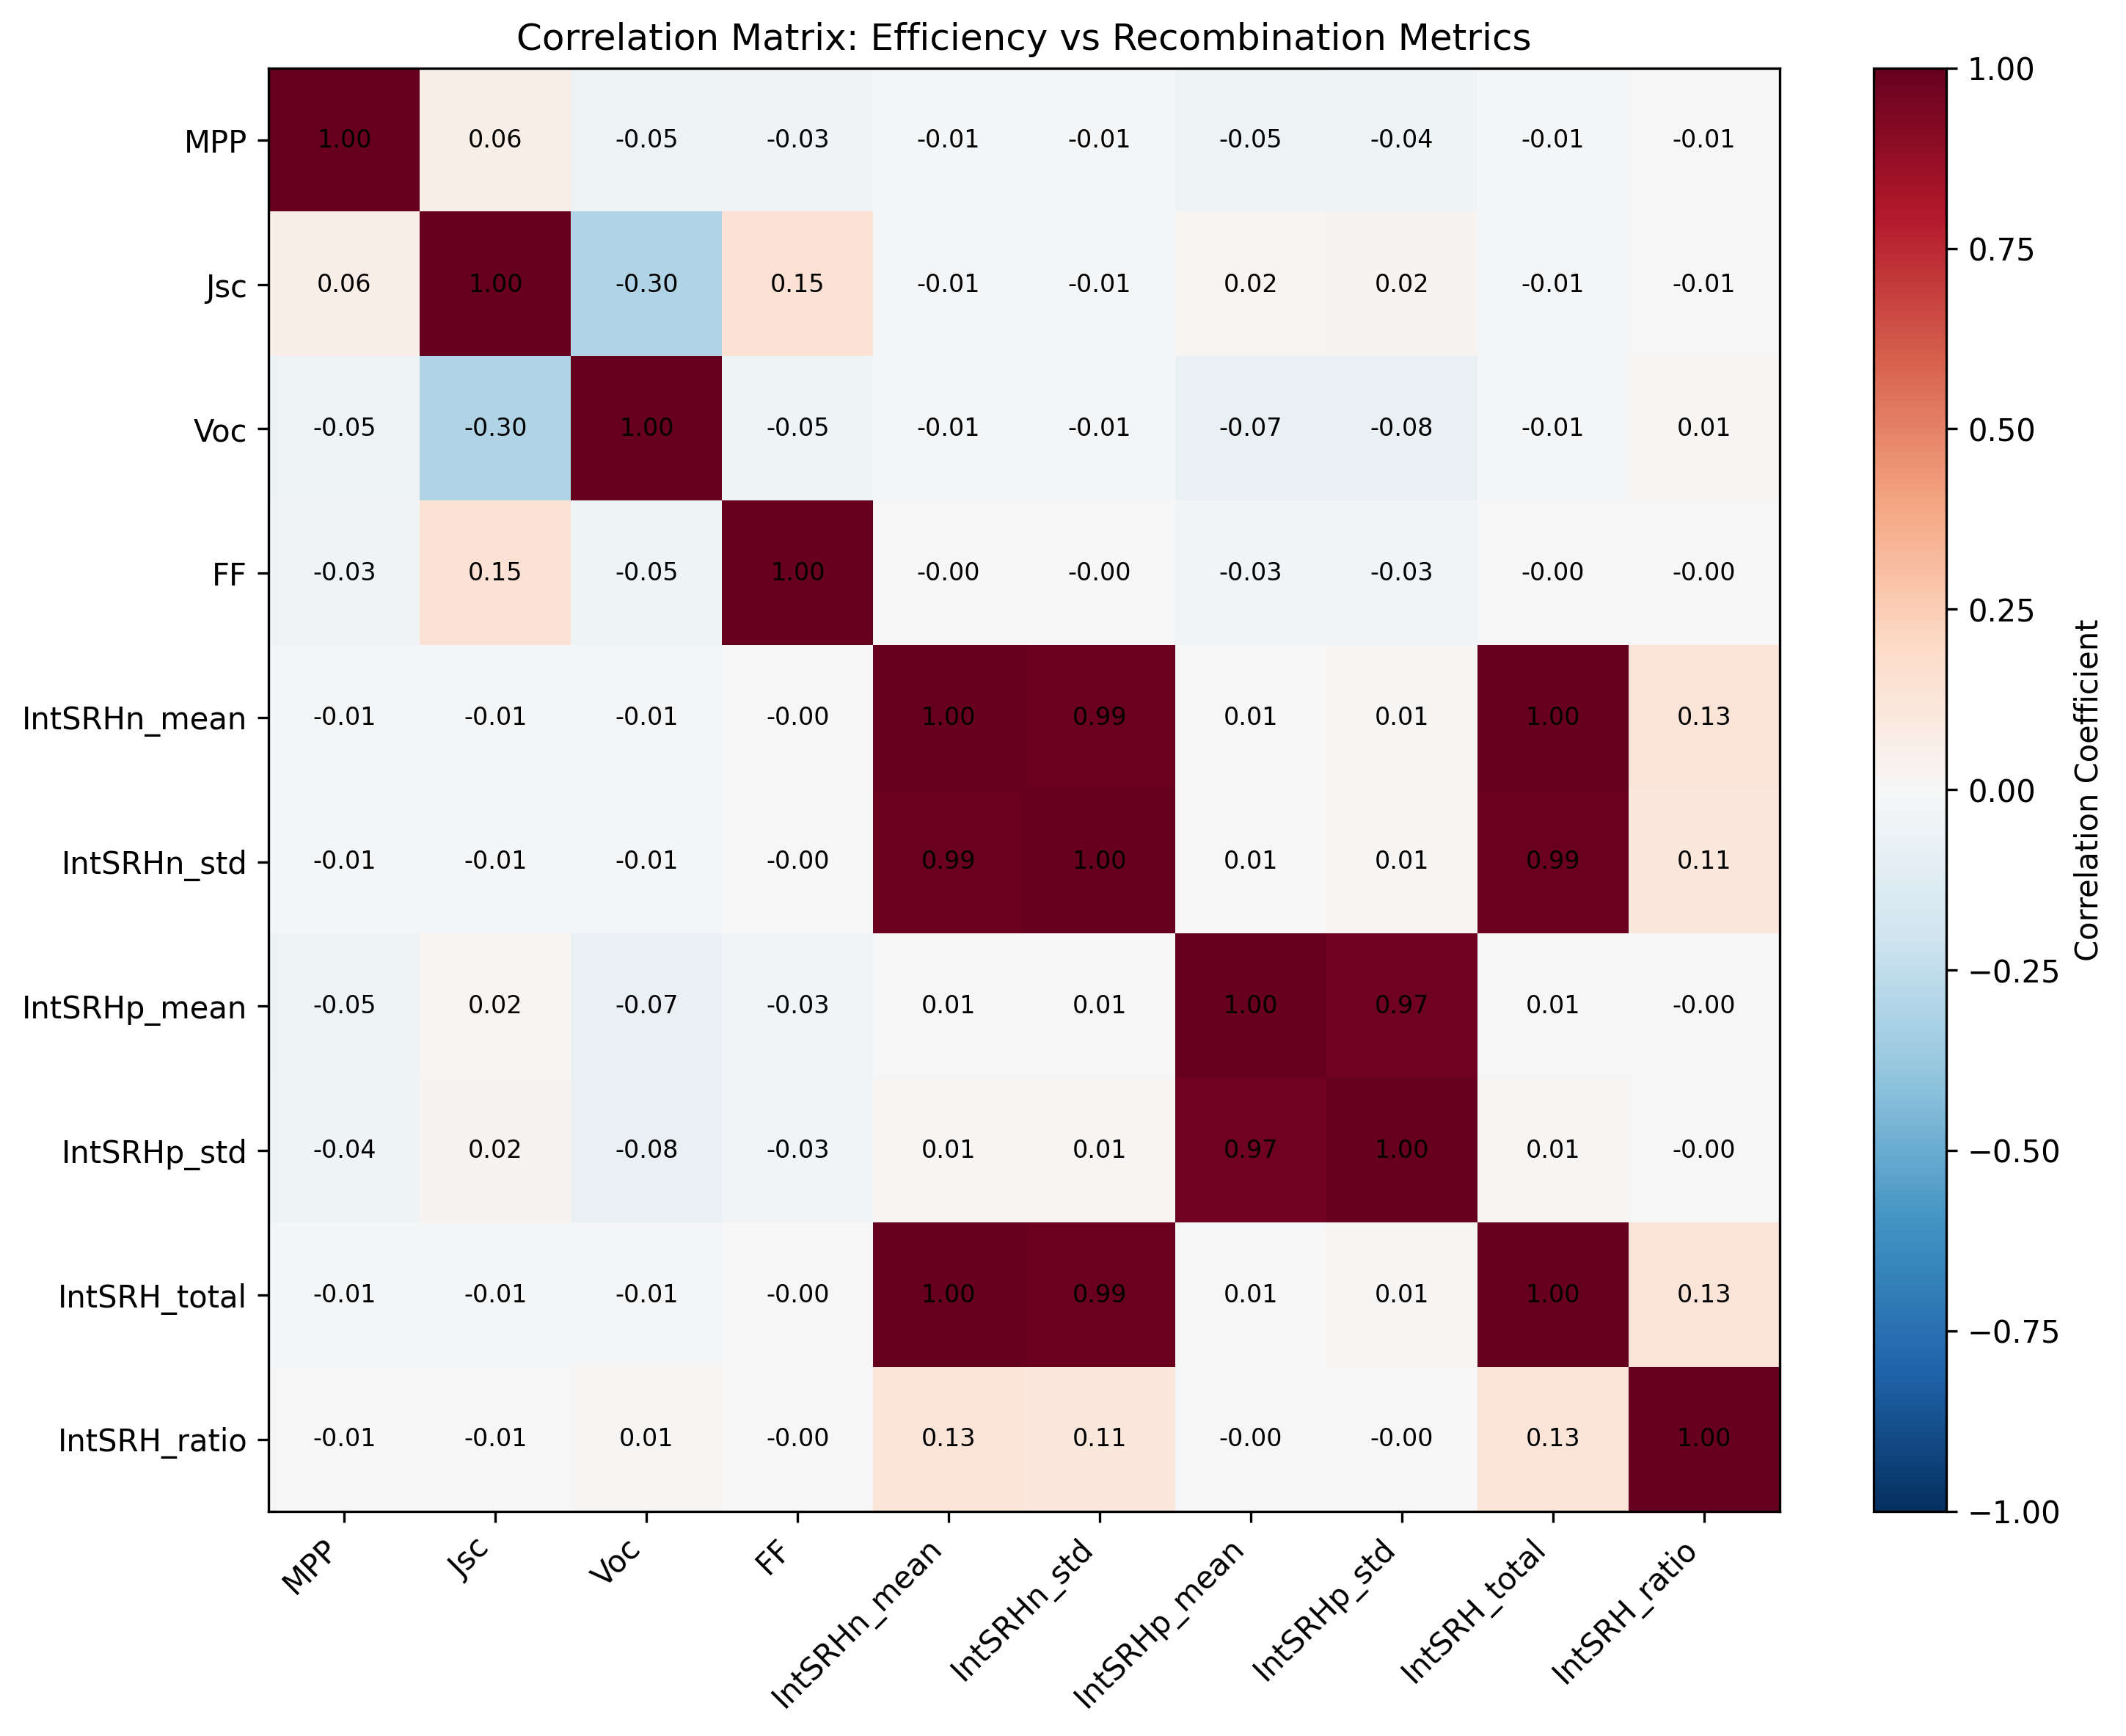 Correlation Matrix: Efficiency vs Recombination Metrics
MPP 1.00 0.06 -0.05 -0.03 -0.01 -0.01 -0.05 -0.04 -0.01 -0.01
Jsc 0.06 1.00 -0.30 0.15 -0.01 -0.01 0.02 0.02 -0.01 -0.01
Voc -0.05 -0.30 1.00 -0.05 -0.01 -0.01 -0.07 -0.08 -0.01 0.01
FF -0.03 0.15 -0.05 1.00 -0.00 -0.00 -0.03 -0.03 -0.00 -0.00
IntSRHn_mean -0.01 -0.01 -0.01 -0.00 1.00 0.99 0.01 0.01 1.00 0.13
IntSRHn_std -0.01 -0.01 -0.01 -0.00 0.99 1.00 0.01 0.01 0.99 0.11
IntSRHp_mean -0.05 0.02 -0.07 -0.03 0.01 0.01 1.00 0.97 0.01 -0.00
IntSRHp_std -0.04 0.02 -0.08 -0.03 0.01 0.01 0.97 1.00 0.01 -0.00
IntSRH_total -0.01 -0.01 -0.01 -0.00 1.00 0.99 0.01 0.01 1.00 0.13
IntSRH_ratio -0.01 -0.01 0.01 -0.00 0.13 0.11 -0.00 -0.00 0.13 1.00
MPP Jsc Voc FF IntSRHn_mean IntSRHn_std IntSRHp_mean IntSRHp_std IntSRH_total IntSRH_ratio
1.00
0.75
0.50
0.25
0.00
−0.25
−0.50
−0.75
−1.00
Correlation Coefficient